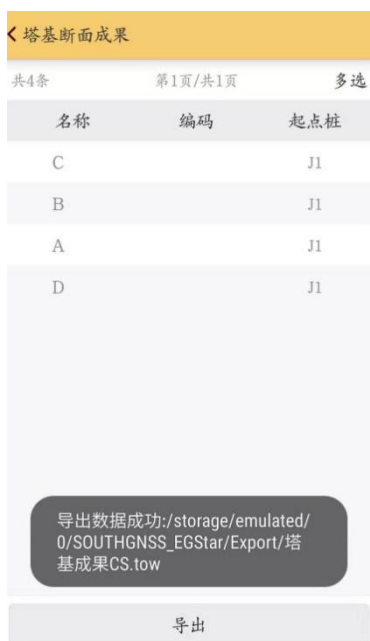 塔基断面成果
共4条 第1页/共1页 多选
名称 编码 起点桩
C J1
B J1
A J1
D J1
导出数据成功:/storage/emulated/
0/SOUTHGNSS_EGStar/Export/塔
基成果CS.tow
导出